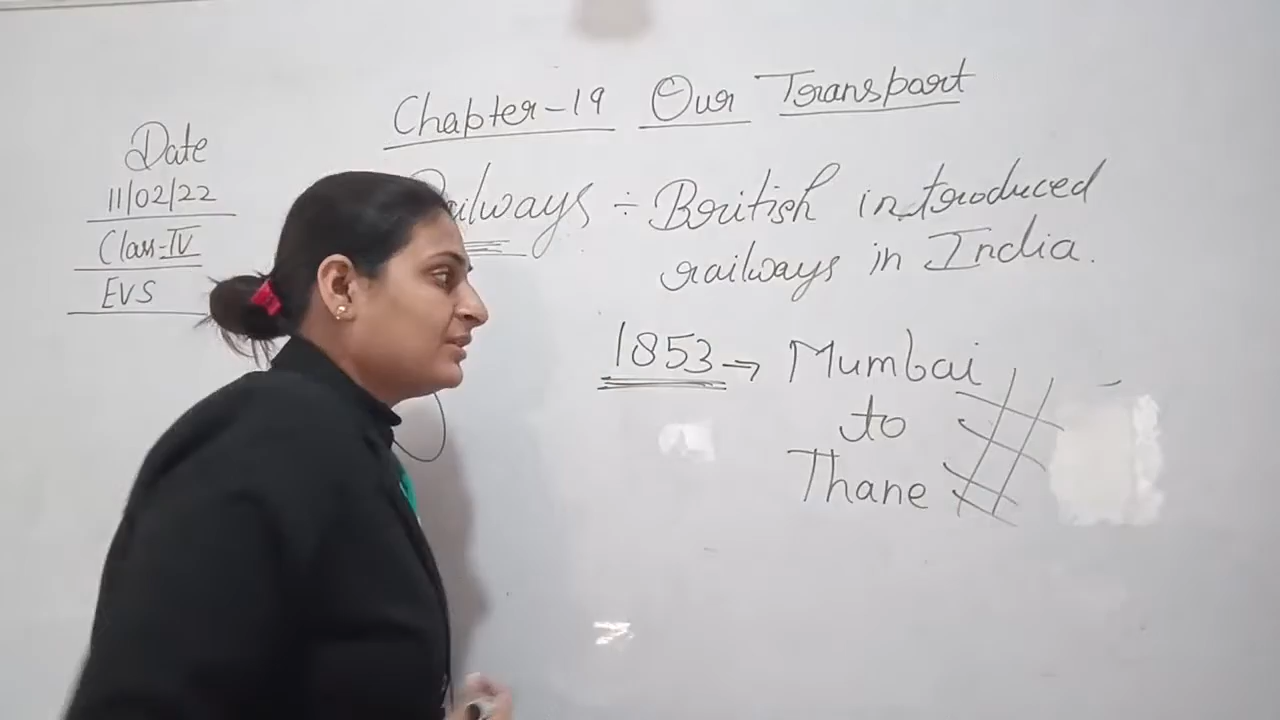 Chapter-19 Our Transport
Date
11/02/22
Class-IV
EVS
Railways :- British introduced
railways in India.
1853 → Mumbai
to
Thane